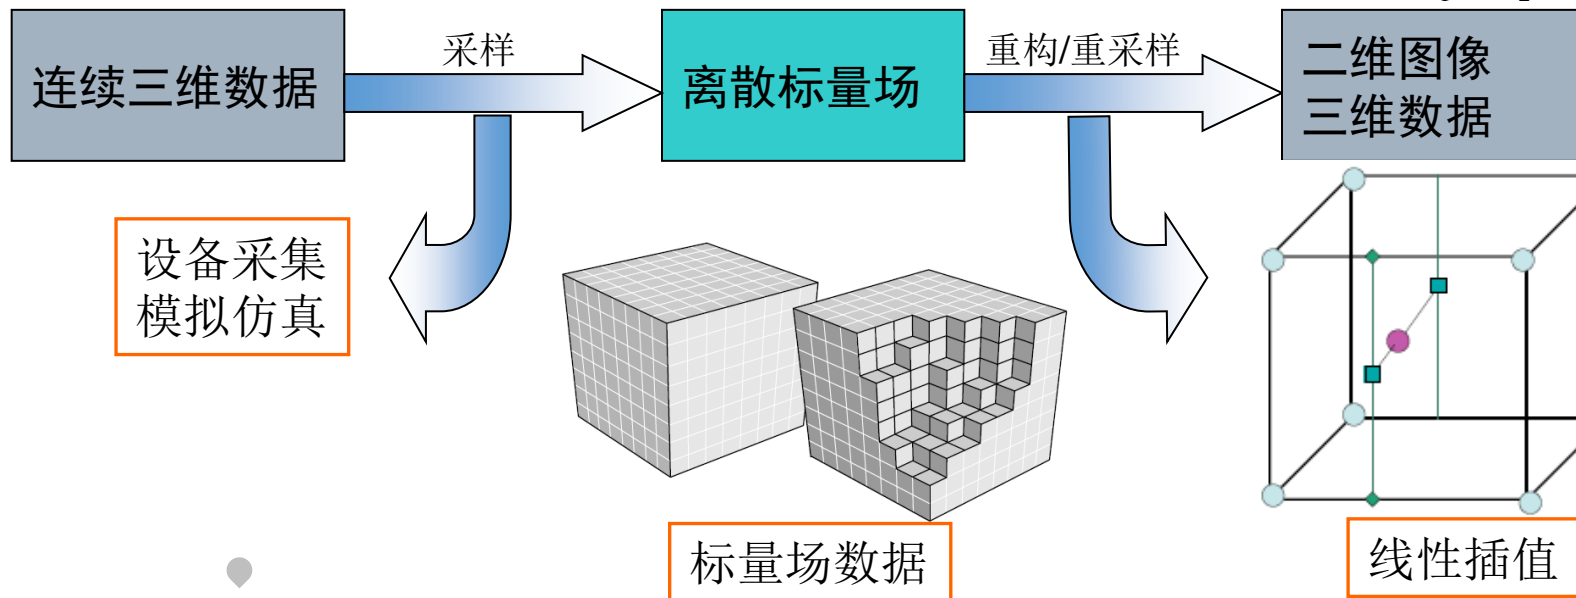 连续三维数据
采样
离散标量场
重构/重采样
二维图像
三维数据
设备采集
模拟仿真
标量场数据
线性插值